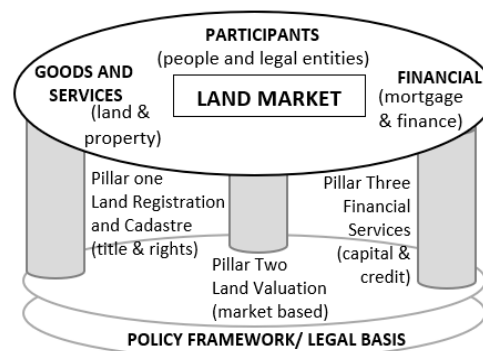 PARTICIPANTS
(people and legal entities)
GOODS AND
SERVICES
(land &
property)
LAND MARKET
FINANCIAL
(mortgage
& finance)
Pillar one
Land Registration
and Cadastre
(title & rights)
Pillar Two
Land Valuation
(market based)
Pillar Three
Financial
Services
(capital &
credit)
POLICY FRAMEWORK/ LEGAL BASIS